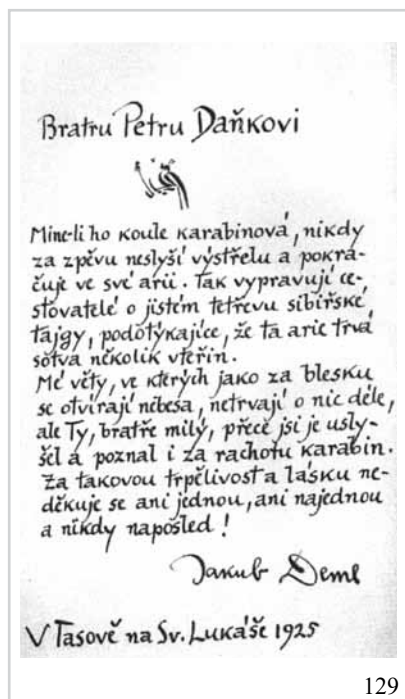 Bratru Petru Daňkovi
Mine-li ho koule karabinová, nikdy
za zpěvu neslyší výstřelu a pokra-
čuje ve své arii. Tak vypravují ce-
stovatelé o jistém tetřevu sibiřské
tajgy, podotýkajíce, že ta arie trvá
sotva několik vteřin.
Mé věty, ve kterých jako za blesku
se otvírají nebesa, netrvají o nic déle,
ale Ty, bratře milý, přece jsi je usly-
šel a poznal i za rachotu karabin.
Za takovou trpělivost a lásku ne-
děkuje se ani jednou, ani najednou
a nikdy naposled!
Jakub Deml
V Tasově na Sv. Lukáše 1925
129